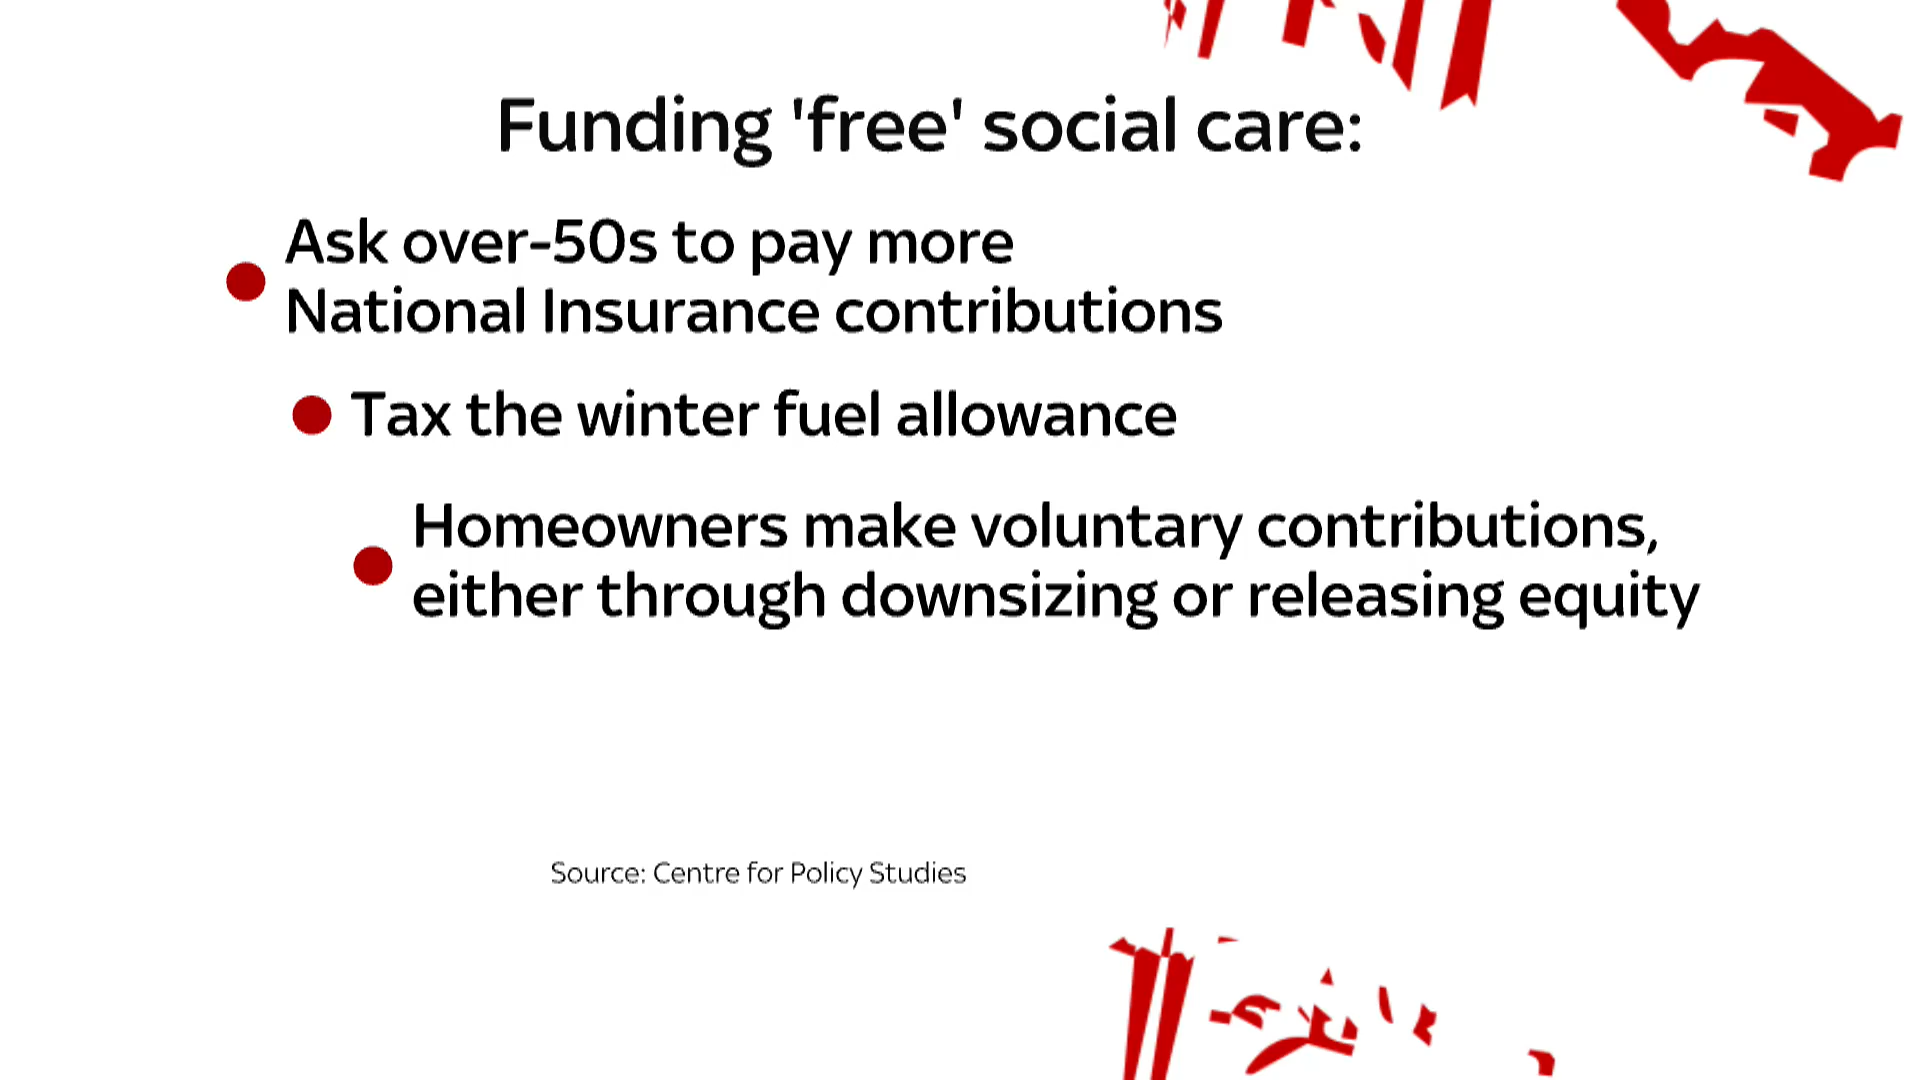 Funding 'free' social care:
Ask over-50s to pay more
National Insurance contributions
Tax the winter fuel allowance
Homeowners make voluntary contributions,
either through downsizing or releasing equity
Source: Centre for Policy Studies